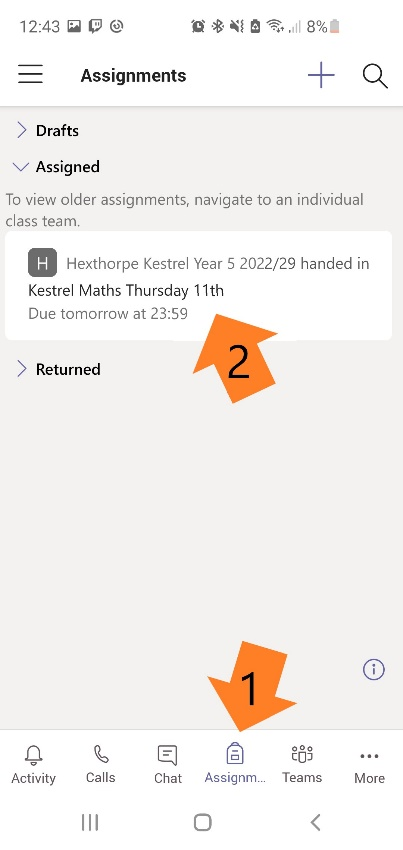 12:43
8%
Assignments
Drafts
Assigned
To view older assignments, navigate to an individual
class team.
H Hexthorpe Kestrel Year 5 2022/29 handed in
Kestrel Maths Thursday 11th
Due tomorrow at 23:59
2
Returned
1
Activity
Calls
Chat
Assignm...
Teams
More